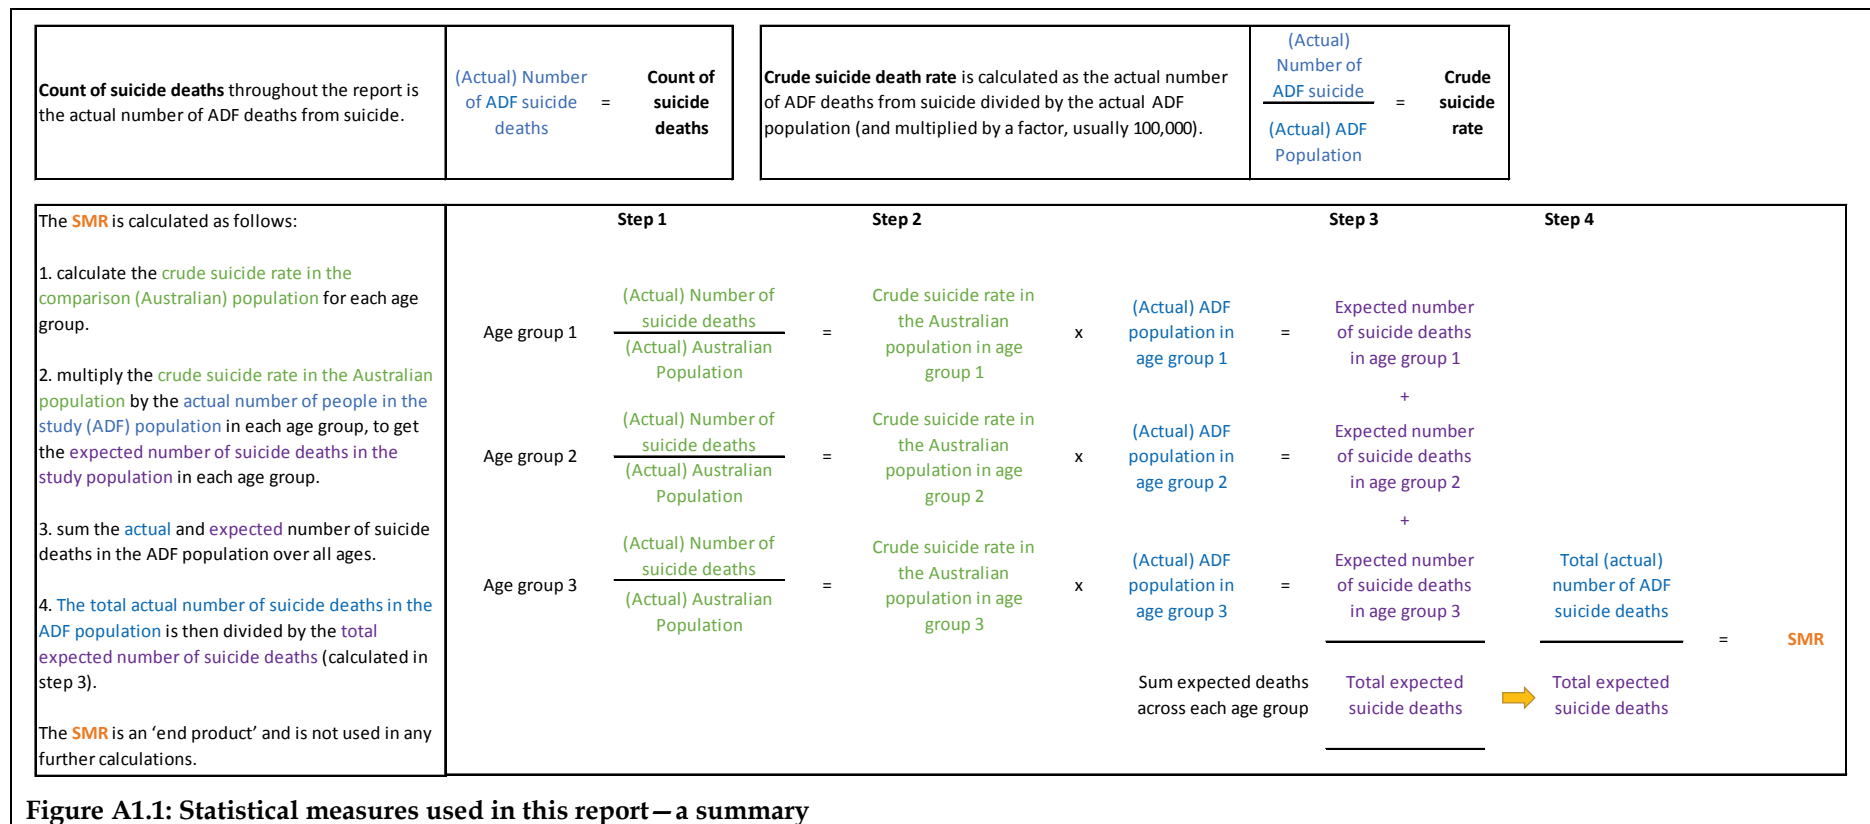 Count of suicide deaths throughout the report is
the actual number of ADF deaths from suicide.
(Actual) Number
of ADF suicide
deaths
=
Count of
suicide
deaths
Crude suicide death rate is calculated as the actual number
of ADF deaths from suicide divided by the actual ADF
population (and multiplied by a factor, usually 100,000).
(Actual)
Number of
ADF suicide
(Actual) ADF
Population
=
Crude
suicide
rate
The SMR is calculated as follows:
1. calculate the crude suicide rate in the
comparison (Australian) population for each age
group.
2. multiply the crude suicide rate in the Australian
population by the actual number of people in the
study (ADF) population in each age group, to get
the expected number of suicide deaths in the
study population in each age group.
3. sum the actual and expected number of suicide
deaths in the ADF population over all ages.
4. The total actual number of suicide deaths in the
ADF population is then divided by the total
expected number of suicide deaths (calculated in
step 3).
The SMR is an ‘end product’ and is not used in any
further calculations.
Step 1
Step 2
Step 3
Step 4
Age group 1
(Actual) Number of
suicide deaths
(Actual) Australian
Population
=
Crude suicide rate in
the Australian
population in age
group 1
x
(Actual) ADF
population in
age group 1
=
Expected number
of suicide deaths
in age group 1
+
Age group 2
(Actual) Number of
suicide deaths
(Actual) Australian
Population
=
Crude suicide rate in
the Australian
population in age
group 2
x
(Actual) ADF
population in
age group 2
=
Expected number
of suicide deaths
in age group 2
+
Age group 3
(Actual) Number of
suicide deaths
(Actual) Australian
Population
=
Crude suicide rate in
the Australian
population in age
group 3
x
(Actual) ADF
population in
age group 3
=
Expected number
of suicide deaths
in age group 3
Total (actual)
number of ADF
suicide deaths
=
SMR
Sum expected deaths
across each age group
Total expected
suicide deaths
Total expected
suicide deaths
Figure A1.1: Statistical measures used in this report—a summary